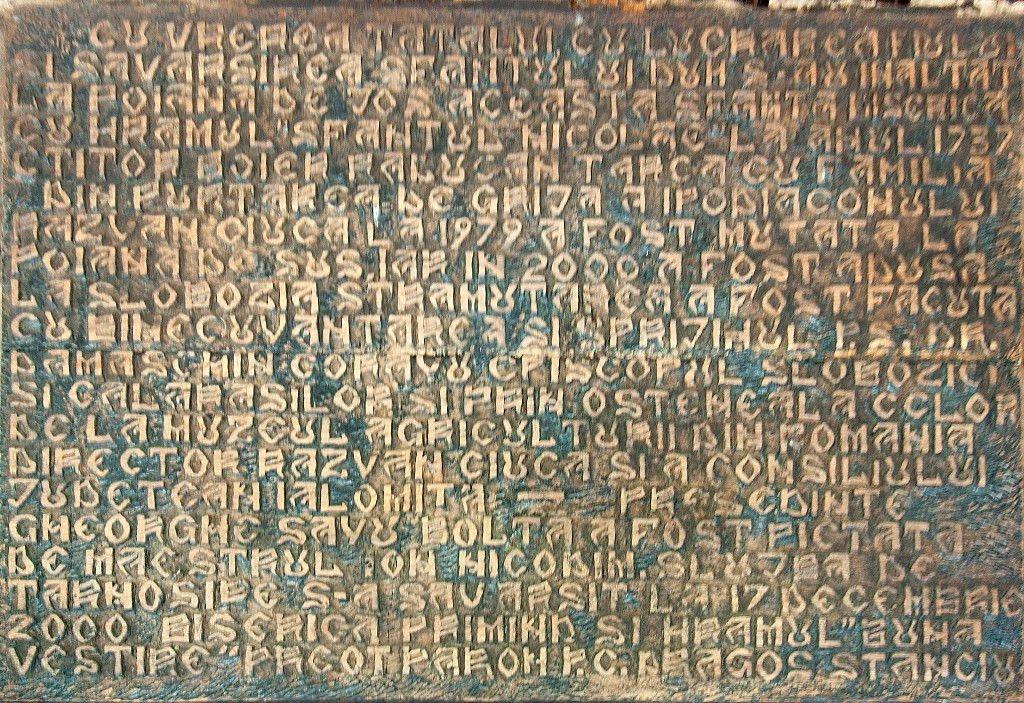 CU VREREA TATALUI CU LUCRAREA FIULUI
SI SAVARSIREA SFANTULUI DUH S-AU INALTAT
LA POIANA DE JOS ACEASTA SFANTA BISERICA
CU HRAMUL SFANTUL NICOLAE LA ANUL 1737
CTITOR FOICH RADU CU FAMILIA
DIN PUTAREA DE GRIJA A IPODIACONULUI
RAZVAN CIUCA LA 1979 A FOST MUTATA LA
POIANA DE SUS.IAR IN 2000 A FOST ADUSA
LA SLOBOZIA STRAMUTAREA A FOST FACUTA
CU BINECUVANTAREA SI SPRIJINUL P.S. DR.
DAMASCHIN CORAVU EPISCOPUL SLOBOZIEI
SI CALARASILOR SI PRIN OSTENEALA CELOR
DE LA MUZEUL AGRICULTURII DIN ROMANIA
DIRECTOR RAZVAN CIUCA SI A CONSILIULUI
JUDETEAN IALOMITA — PRESEDINTE
GHEORGHE SAVU BOLTA A FOST PICTATA
DE MAESTRUL ION NICODIM. SLUJBA DE
TARNOSIRE S-A SAVARSIT LA 17 DECEMBRIE
2000 BISERICA PRIMIND SI HRAMUL "BUNA
VESTIRE" PREOT PAROH P.C. DRAGOS STANCIU